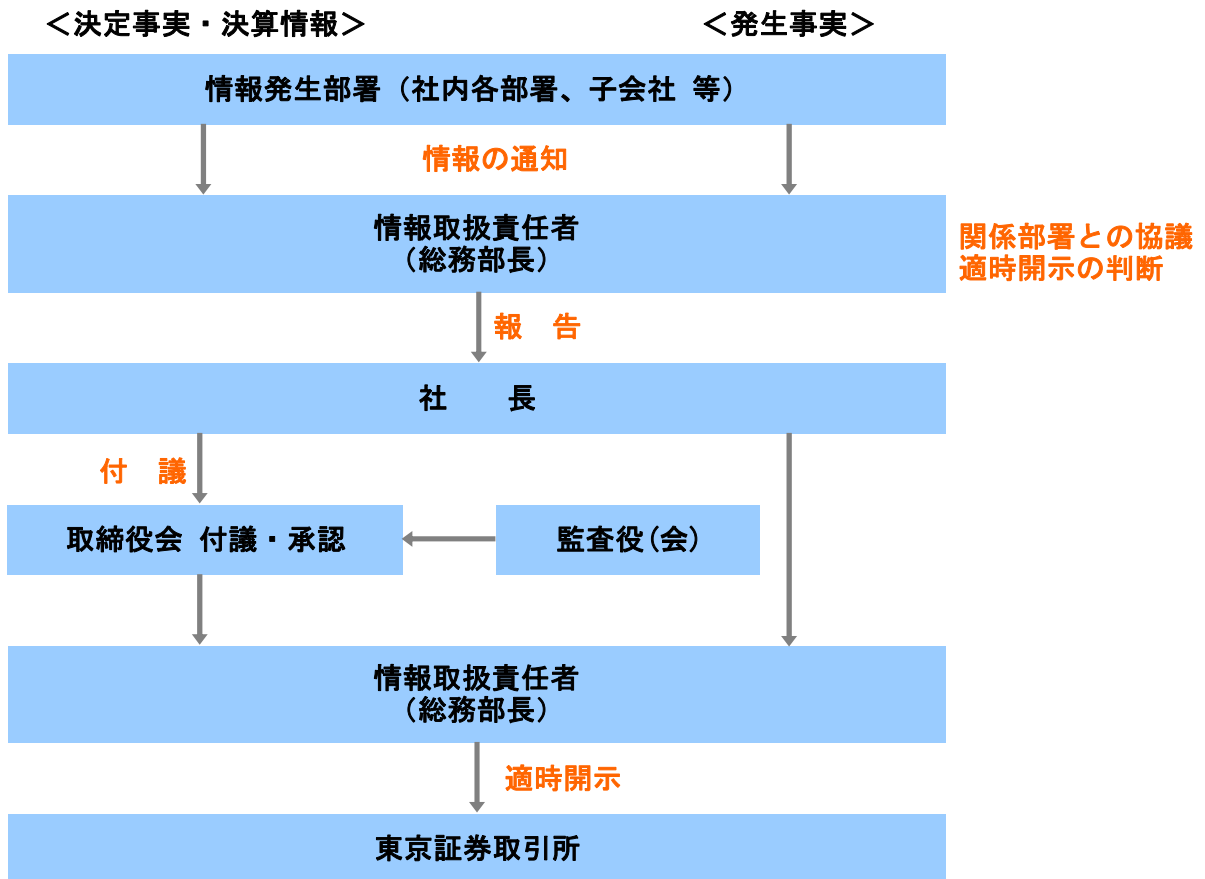 ＜決定事実・決算情報＞
＜発生事実＞
情報発生部署（社内各部署、子会社 等）
情報の通知
情報取扱責任者
（総務部長）
関係部署との協議
適時開示の判断
報　告
社　　長
付　議
取締役会 付議・承認
監査役（会）
情報取扱責任者
（総務部長）
適時開示
東京証券取引所